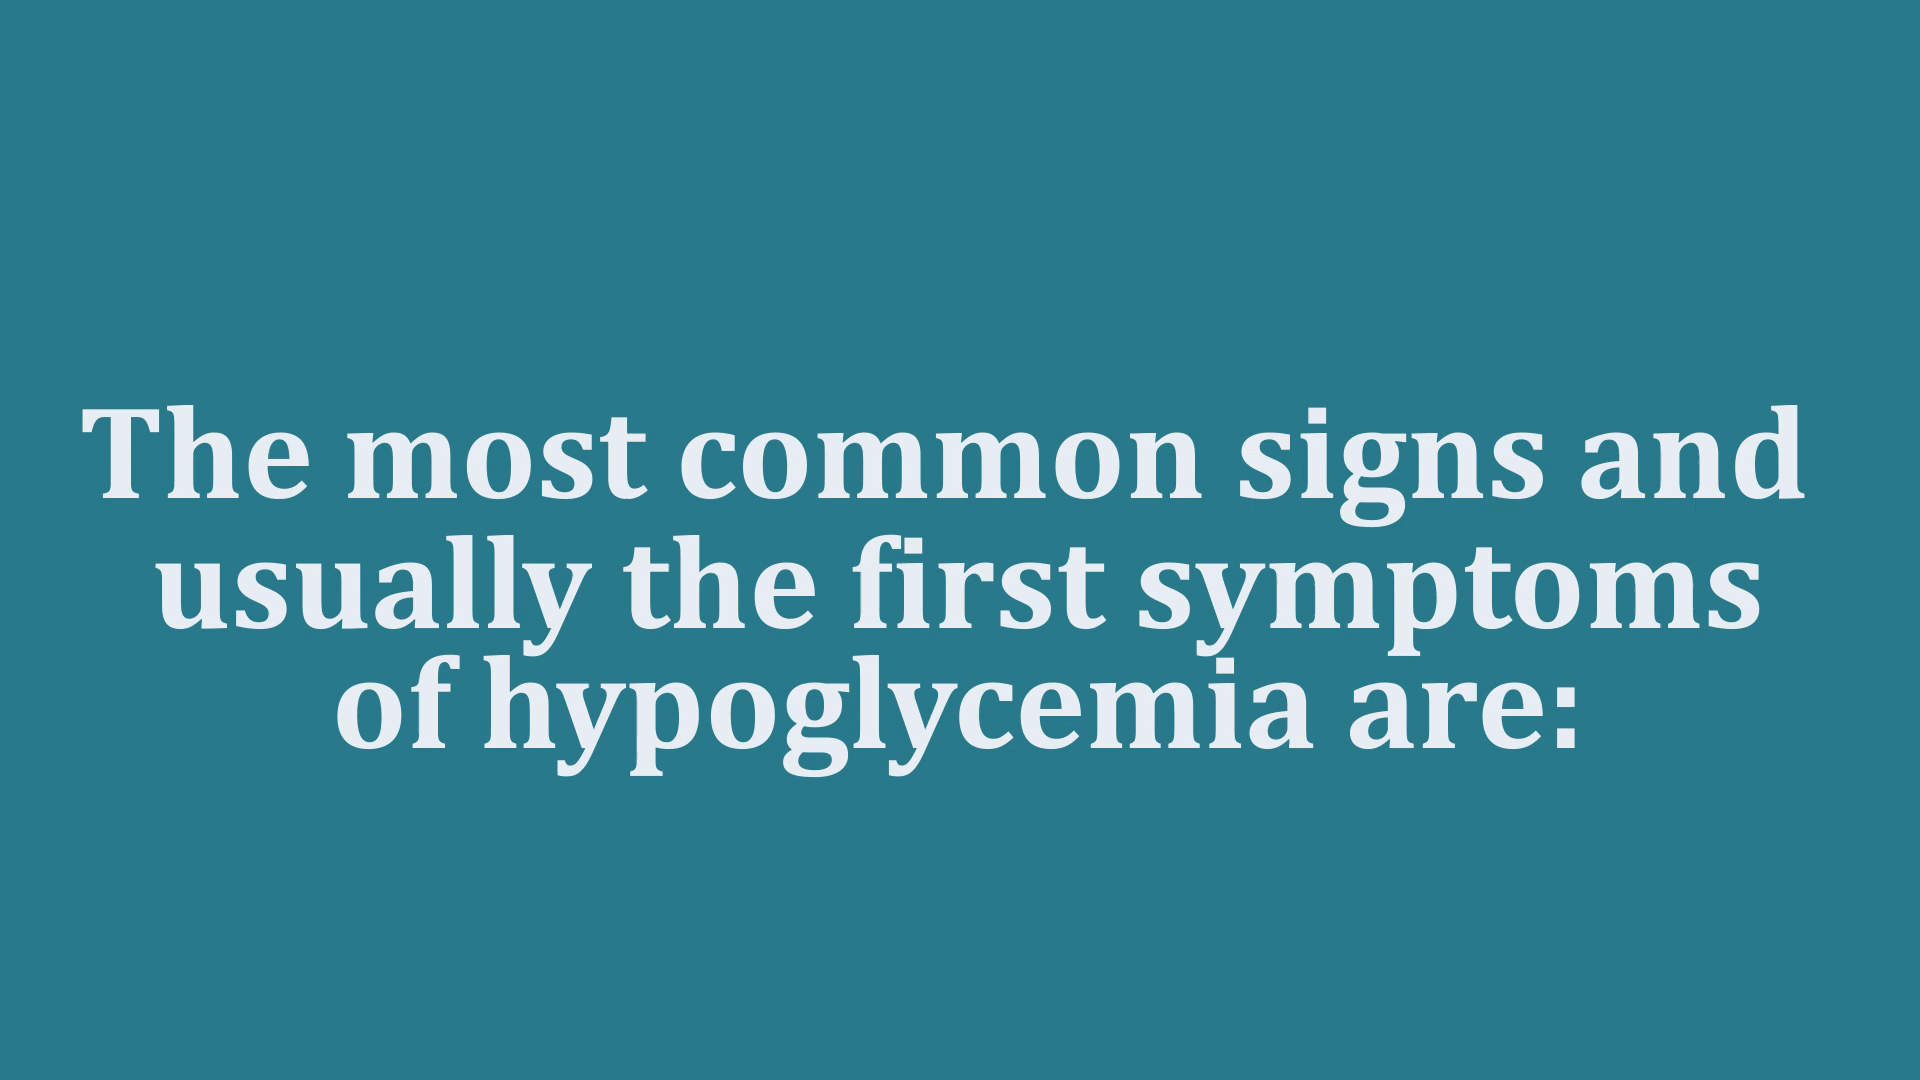 The most common signs and
usually the first symptoms
of hypoglycemia are: